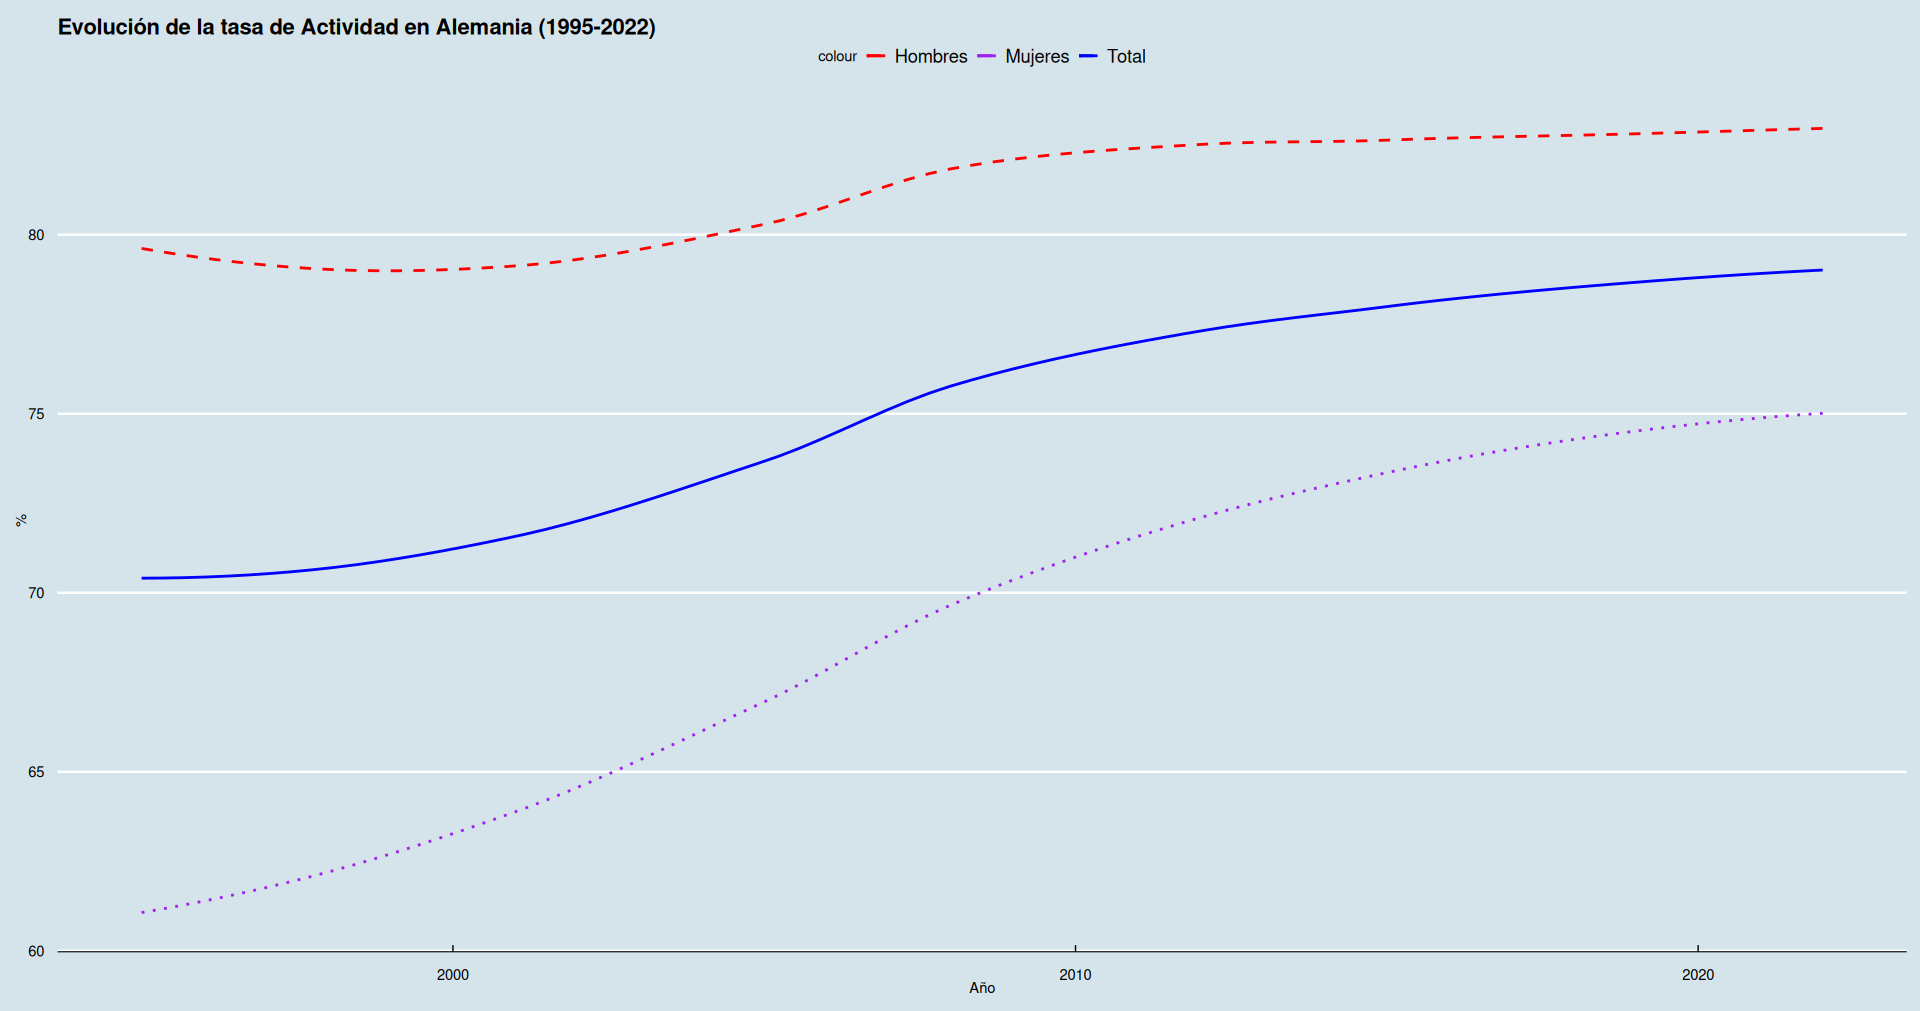 Evolución de la tasa de Actividad en Alemania (1995-2022)
colour Hombres Mujeres Total
80
75
70
65
60
%
2000 2010 2020
Año